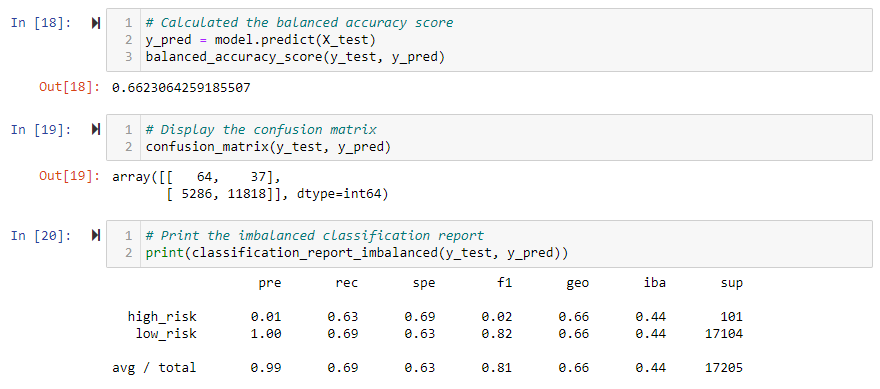 In [18]:
1 # Calculated the balanced accuracy score
2 y_pred = model.predict(X_test)
3 balanced_accuracy_score(y_test, y_pred)
Out[18]: 0.6623064259185507
In [19]:
1 # Display the confusion matrix
2 confusion_matrix(y_test, y_pred)
Out[19]: array([[   64,    37],
       [ 5286, 11818]], dtype=int64)
In [20]:
1 # Print the imbalanced classification report
2 print(classification_report_imbalanced(y_test, y_pred))
pre rec spe f1 geo iba sup
high_risk 0.01 0.63 0.69 0.02 0.66 0.44 101
low_risk 1.00 0.69 0.63 0.82 0.66 0.44 17104
avg / total 0.99 0.69 0.63 0.81 0.66 0.44 17205